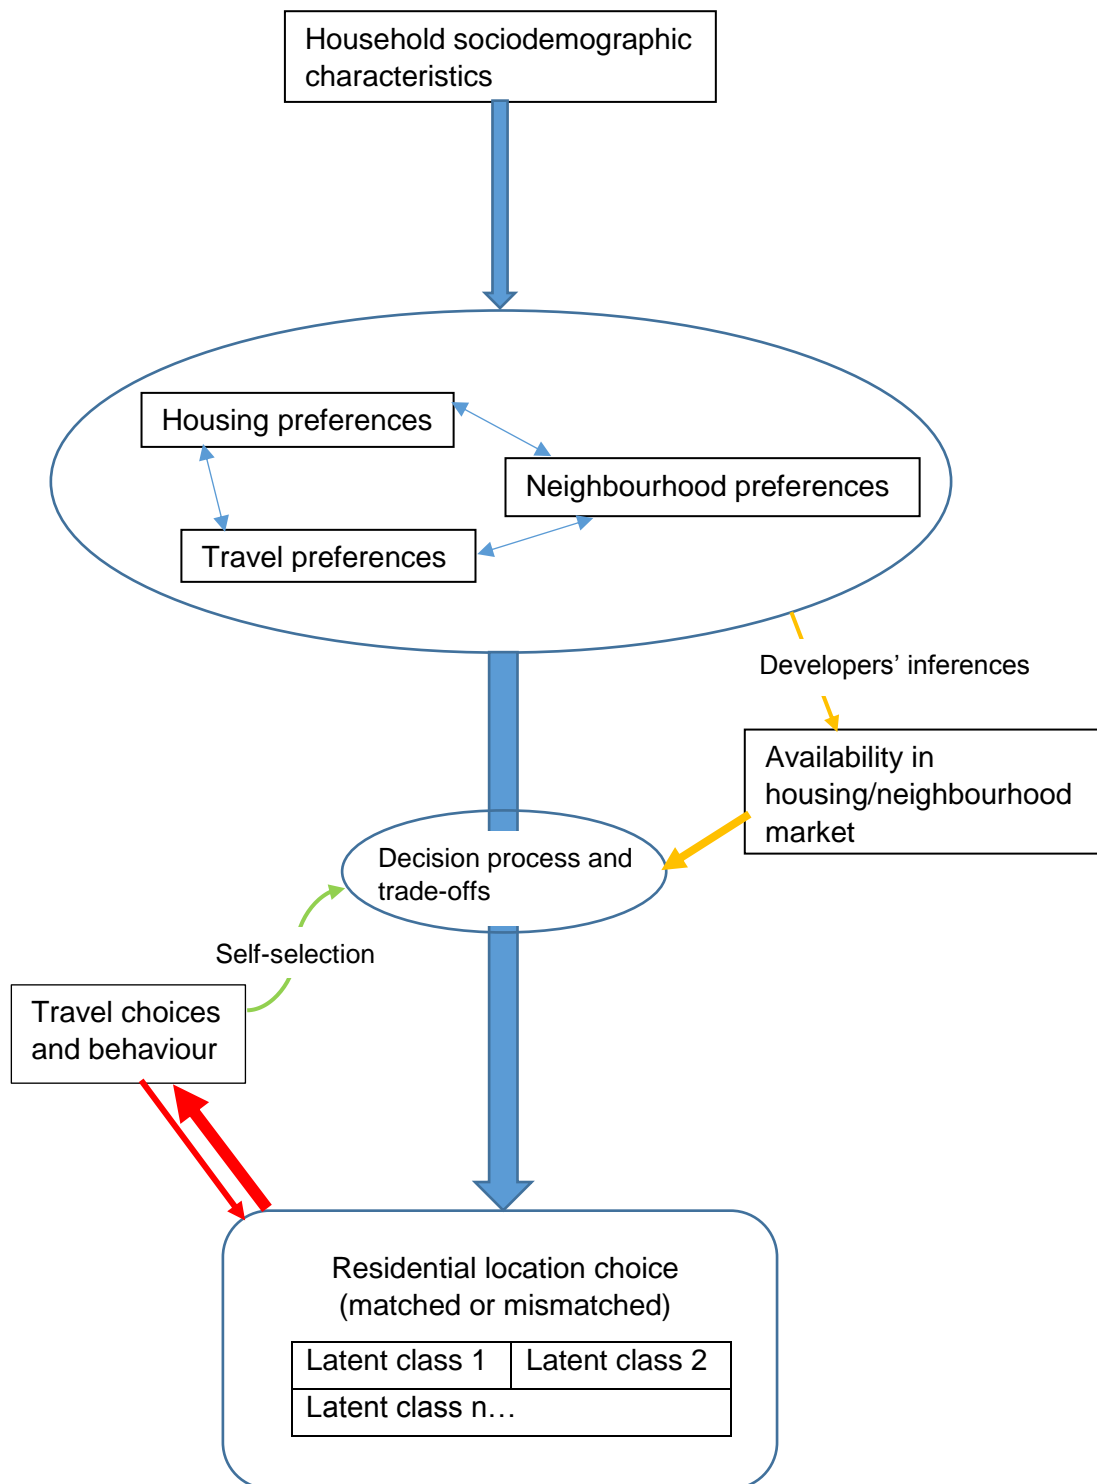 Household sociodemographic
characteristics
Housing preferences
Neighbourhood preferences
Travel preferences
Developers’ inferences
Availability in
housing/neighbourhood
market
Decision process and
trade-offs
Self-selection
Travel choices
and behaviour
Residential location choice
(matched or mismatched)
Latent class 1
Latent class 2
Latent class n…